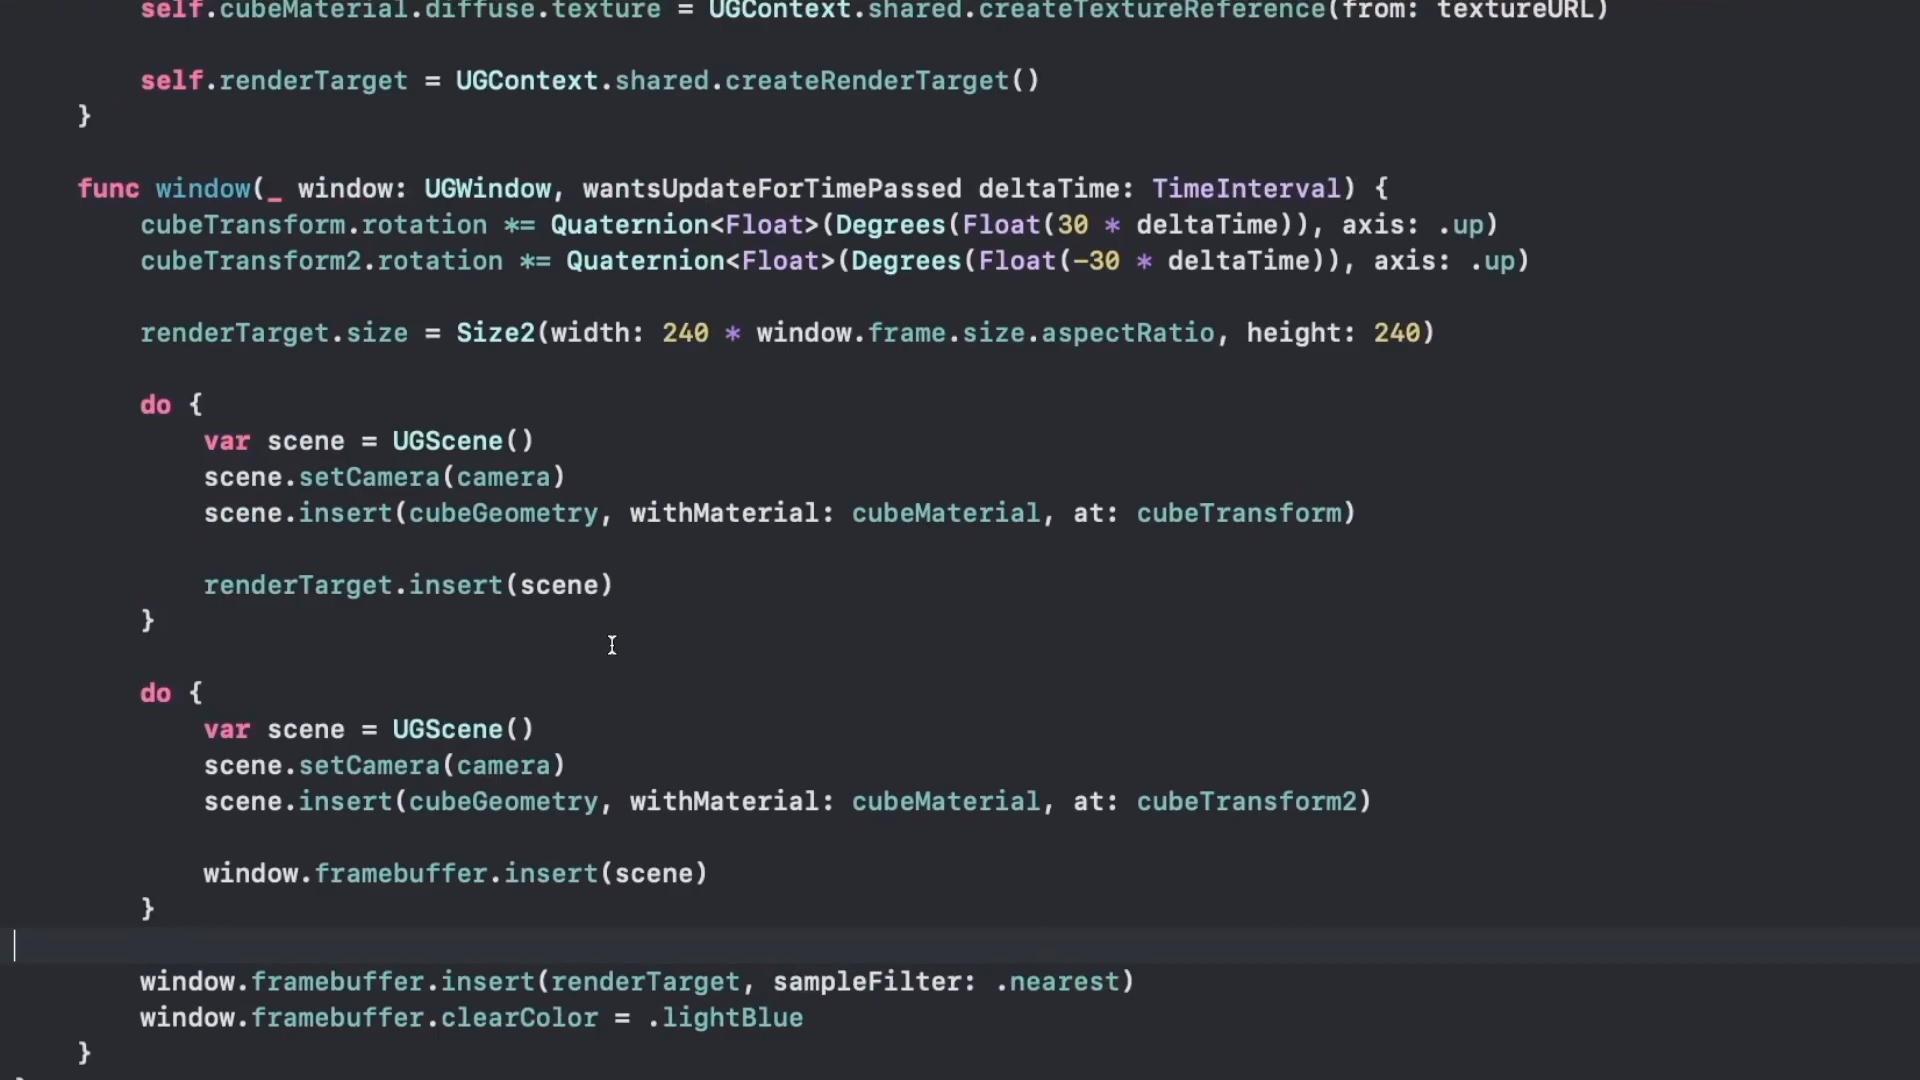 self.cubeMaterial.diffuse.texture = UGContext.shared.createTextureReference(from: textureURL)
self.renderTarget = UGContext.shared.createRenderTarget()
}
func window(_ window: UGWindow, wantsUpdateForTimePassed deltaTime: TimeInterval) {
cubeTransform.rotation *= Quaternion<Float>(Degrees(Float(30 * deltaTime)), axis: .up)
cubeTransform2.rotation *= Quaternion<Float>(Degrees(Float(-30 * deltaTime)), axis: .up)
renderTarget.size = Size2(width: 240 * window.frame.size.aspectRatio, height: 240)
do {
var scene = UGScene()
scene.setCamera(camera)
scene.insert(cubeGeometry, withMaterial: cubeMaterial, at: cubeTransform)
renderTarget.insert(scene)
}
do {
var scene = UGScene()
scene.setCamera(camera)
scene.insert(cubeGeometry, withMaterial: cubeMaterial, at: cubeTransform2)
window.framebuffer.insert(scene)
}
window.framebuffer.insert(renderTarget, sampleFilter: .nearest)
window.framebuffer.clearColor = .lightBlue
}